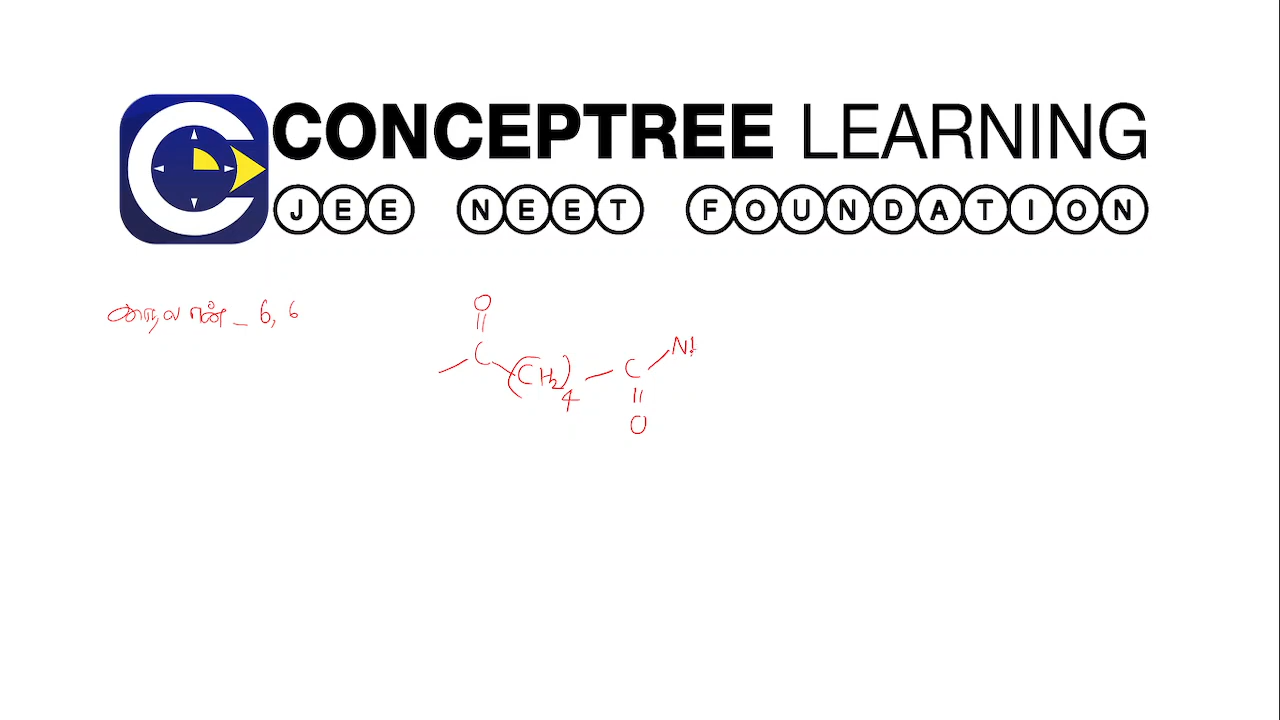 CONCEPTREE LEARNING
JEE NEET FOUNDATION
நைலான் - 6, 6
O
C (CH2)4 C N
O